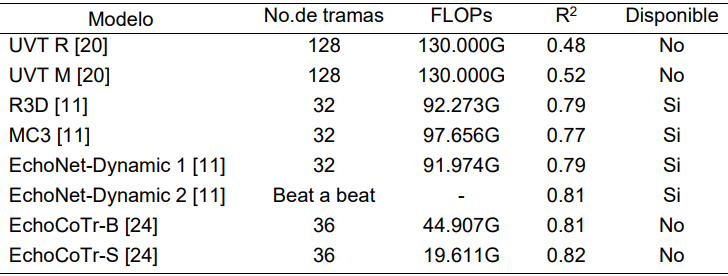 Modelo No.de tramas FLOPs R² Disponible
UVT R [20] 128 130.000G 0.48 No
UVT M [20] 128 130.000G 0.52 No
R3D [11] 32 92.273G 0.79 Si
MC3 [11] 32 97.656G 0.77 Si
EchoNet-Dynamic 1 [11] 32 91.974G 0.79 Si
EchoNet-Dynamic 2 [11] Beat a beat - 0.81 Si
EchoCoTr-B [24] 36 44.907G 0.81 No
EchoCoTr-S [24] 36 19.611G 0.82 No